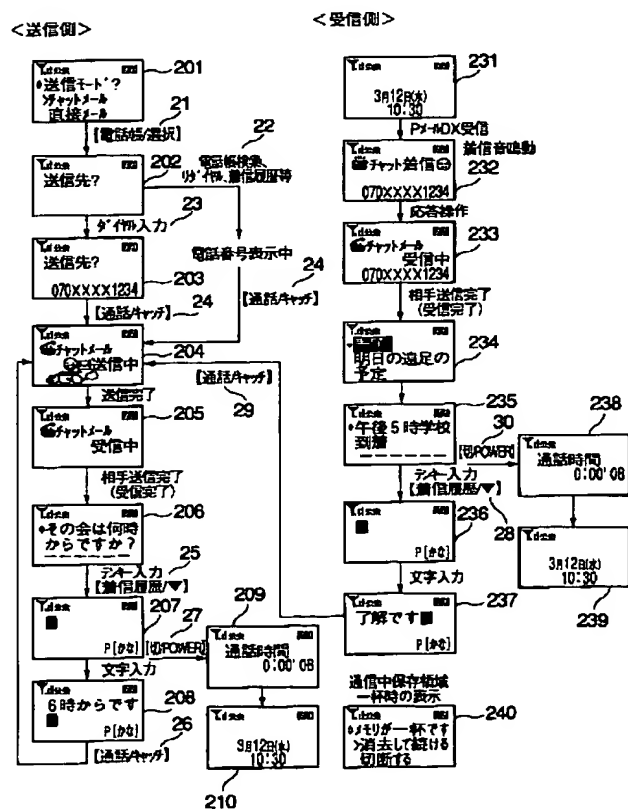 <送信側>
送信モード?
>チャットメール
直接メール
201
21
【電話帳/選択】
22
202
送信先?
電話帳検索、
リダイヤル、着信履歴等
23
ダイヤル入力
送信先?
070XXXX1234
203
電話番号表示中
24
【通話/キャッチ】
24
【通話/キャッチ】
チャットメール
送信中
204
送信完了
205
チャットメール
受信中
相手送信完了
(受信完了)
206
その会は何時
からですか?
25
テンキー入力
【着信履歴/▼】
207
P[かな]
27
【切/POWER】
文字入力
209
通話時間
0:00'06
208
6時からです
P[かな]
26
【通話/キャッチ】
3月12日(水)
10:30
210
<受信側>
231
3月12日(水)
10:30
PメールDX受信
着信音鳴動
チャット着信
070XXXX1234
232
応答操作
233
チャットメール
受信中
070XXXX1234
相手送信完了
(受信完了)
明日の遠足の
予定
234
【通話/キャッチ】
29
235
午後5時学校
到着
30
【切/POWER】
238
通話時間
0:00'06
テンキー入力
【着信履歴/▼】
28
236
P[かな]
文字入力
3月12日(水)
10:30
239
237
了解です
P[かな]
通信中保存領域
一杯時の表示
240
メモリが一杯です
>消去して続ける
切断する